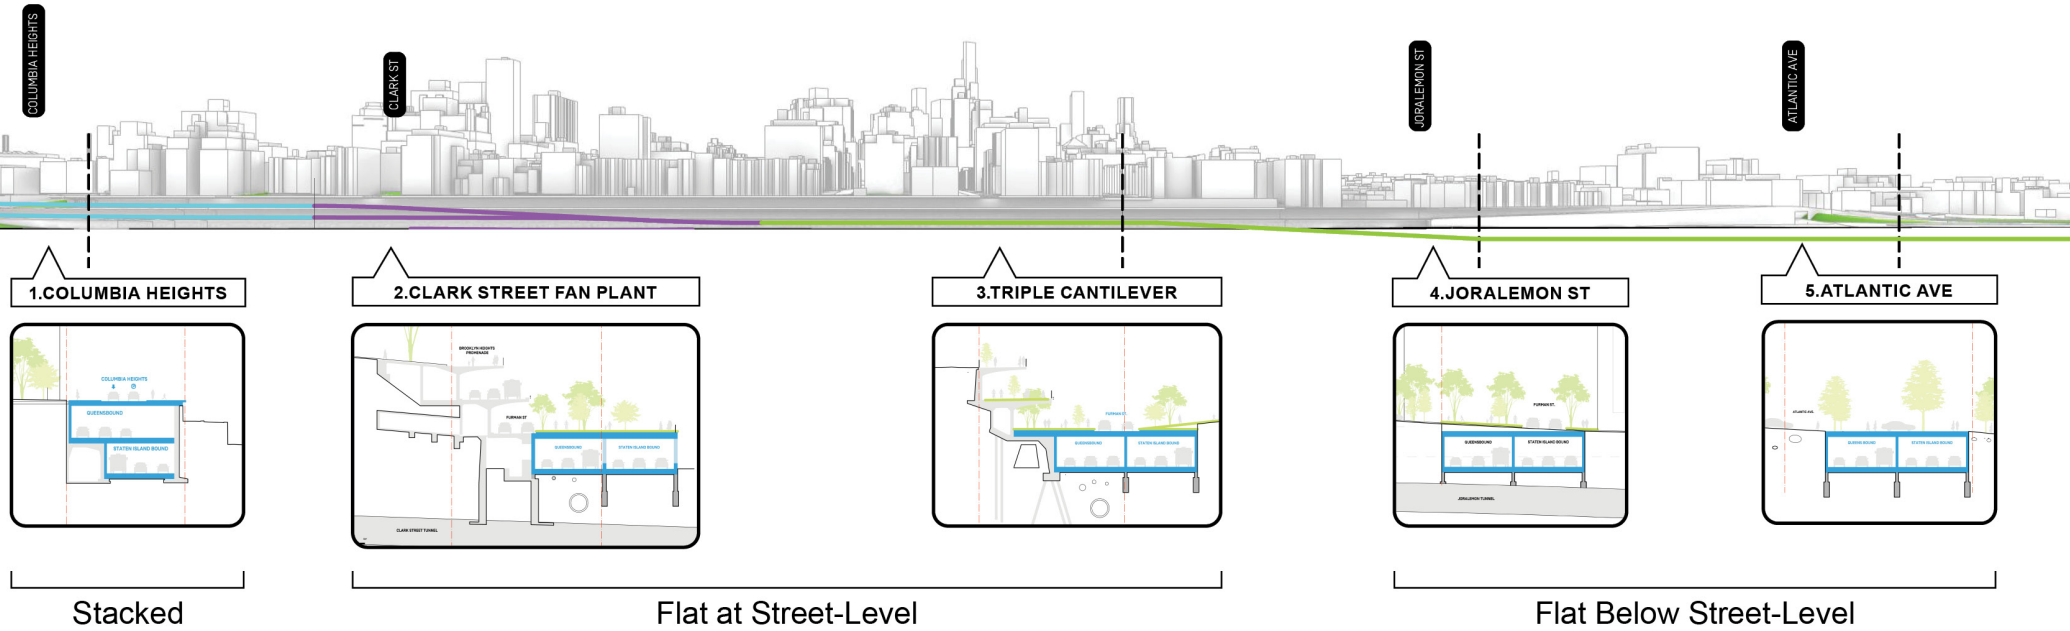 COLUMBIA HEIGHTS
CLARK ST
JORALEMON ST
ATLANTIC AVE
1.COLUMBIA HEIGHTS
2.CLARK STREET FAN PLANT
3.TRIPLE CANTILEVER
4.JORALEMON ST
5.ATLANTIC AVE
COLUMBIA HEIGHTS
QUEENSBOUND
STATEN ISLAND BOUND
BROOKLYN HEIGHTS
PROMENADE
FURMAN ST
QUEENSBOUND
STATEN ISLAND BOUND
CLARK STREET TUNNEL
FURMAN ST.
QUEENSBOUND
STATEN ISLAND BOUND
FURMAN ST.
QUEENSBOUND
STATEN ISLAND BOUND
JORALEMON TUNNEL
ATLANTIC AVE.
QUEENS BOUND
STATEN ISLAND BOUND
Stacked
Flat at Street-Level
Flat Below Street-Level